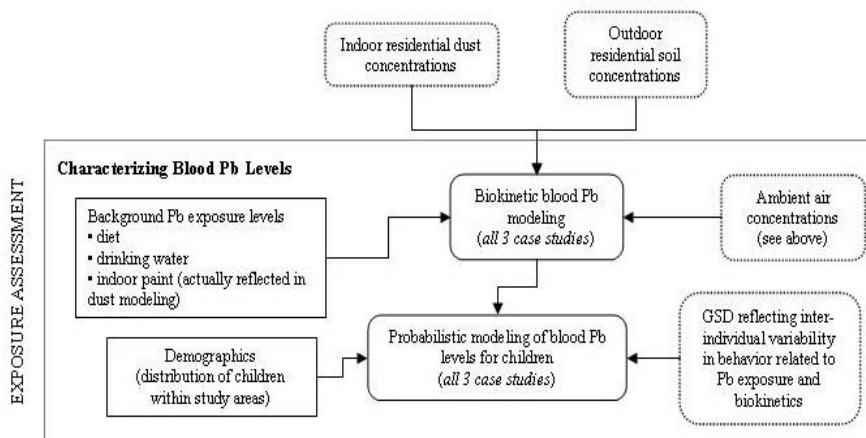 Indoor residential dust
concentrations
Outdoor
residential soil
concentrations
EXPOSURE ASSESSMENT
Characterizing Blood Pb Levels
Background Pb exposure levels
▪ diet
▪ drinking water
▪ indoor paint (actually reflected in
dust modeling)
Biokinetic blood Pb
modeling
(all 3 case studies)
Ambient air
concentrations
(see above)
Demographics
(distribution of children
within study areas)
Probabilistic modeling of blood Pb
levels for children
(all 3 case studies)
GSD reflecting inter-
individual variability
in behavior related to
Pb exposure and
biokinetics